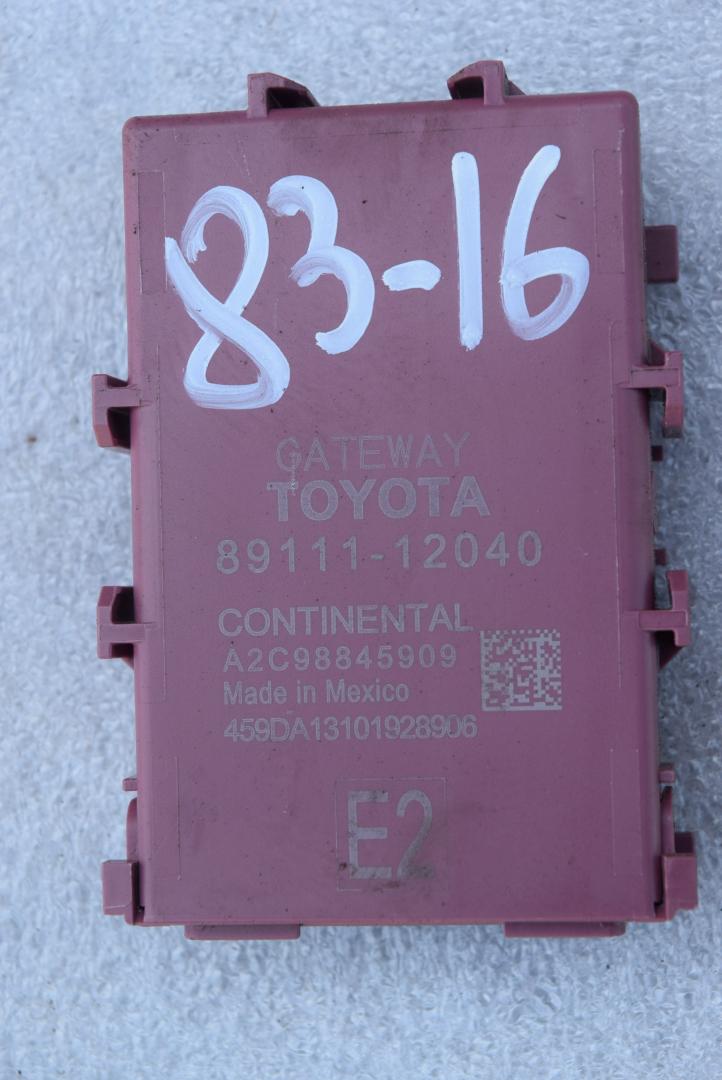 83-16
GATEWAY
TOYOTA
89111-12040
CONTINENTAL
A2C98845909
Made in Mexico
459DA13101928906
E2